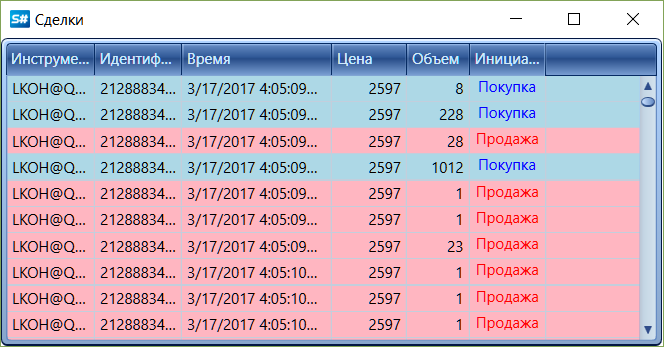 S# Сделки
Инструме... Идентиф... Время Цена Объем Инициа...
LKOH@Q... 21288834... 3/17/2017 4:05:09... 2597 8 Покупка
LKOH@Q... 21288834... 3/17/2017 4:05:09... 2597 228 Покупка
LKOH@Q... 21288834... 3/17/2017 4:05:09... 2597 28 Продажа
LKOH@Q... 21288834... 3/17/2017 4:05:09... 2597 1012 Покупка
LKOH@Q... 21288834... 3/17/2017 4:05:09... 2597 1 Продажа
LKOH@Q... 21288834... 3/17/2017 4:05:09... 2597 1 Продажа
LKOH@Q... 21288834... 3/17/2017 4:05:09... 2597 23 Продажа
LKOH@Q... 21288834... 3/17/2017 4:05:10... 2597 1 Продажа
LKOH@Q... 21288834... 3/17/2017 4:05:10... 2597 1 Продажа
LKOH@Q... 21288834... 3/17/2017 4:05:10... 2597 1 Продажа